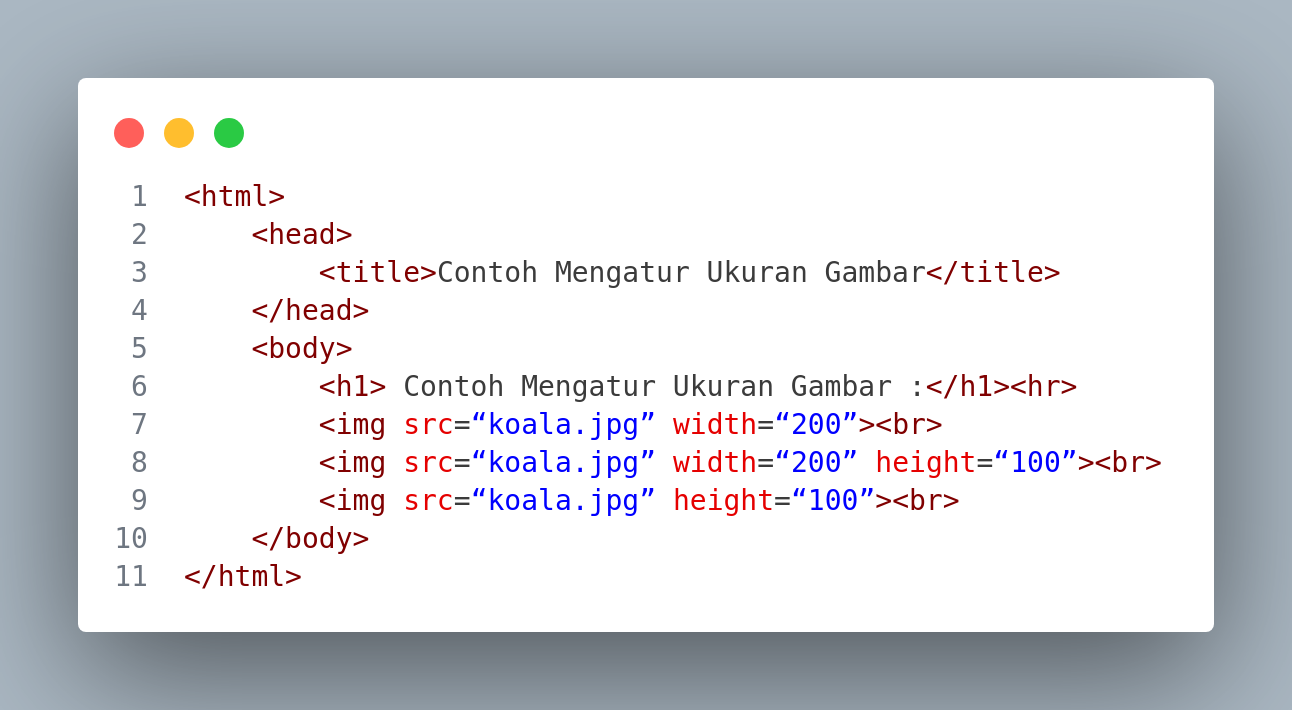 1 <html>
2 <head>
3 <title>Contoh Mengatur Ukuran Gambar</title>
4 </head>
5 <body>
6 <h1> Contoh Mengatur Ukuran Gambar :</h1><hr>
7 <img src=“koala.jpg” width=“200”><br>
8 <img src=“koala.jpg” width=“200” height=“100”><br>
9 <img src=“koala.jpg” height=“100”><br>
10 </body>
11 </html>